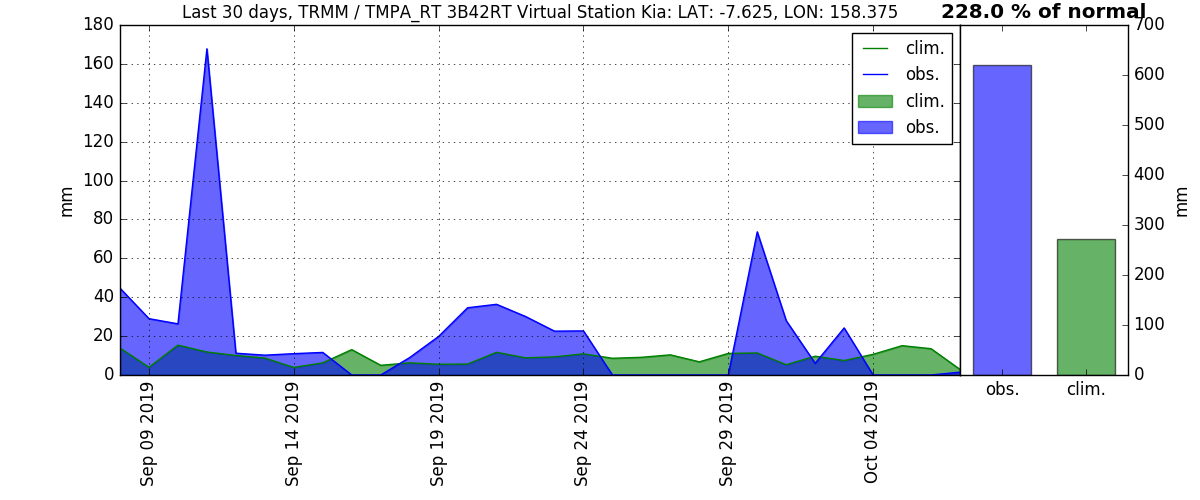 Last 30 days, TRMM / TMPA_RT 3B42RT Virtual Station Kia: LAT: -7.625, LON: 158.375
228.0 % of normal
180
160
140
120
100
80
60
40
20
0
mm
clim.
obs.
clim.
obs.
700
600
500
400
300
200
100
0
mm
Sep 09 2019
Sep 14 2019
Sep 19 2019
Sep 24 2019
Sep 29 2019
Oct 04 2019
obs.
clim.